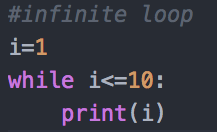 #infinite loop
i=1
while i<=10:
    print(i)